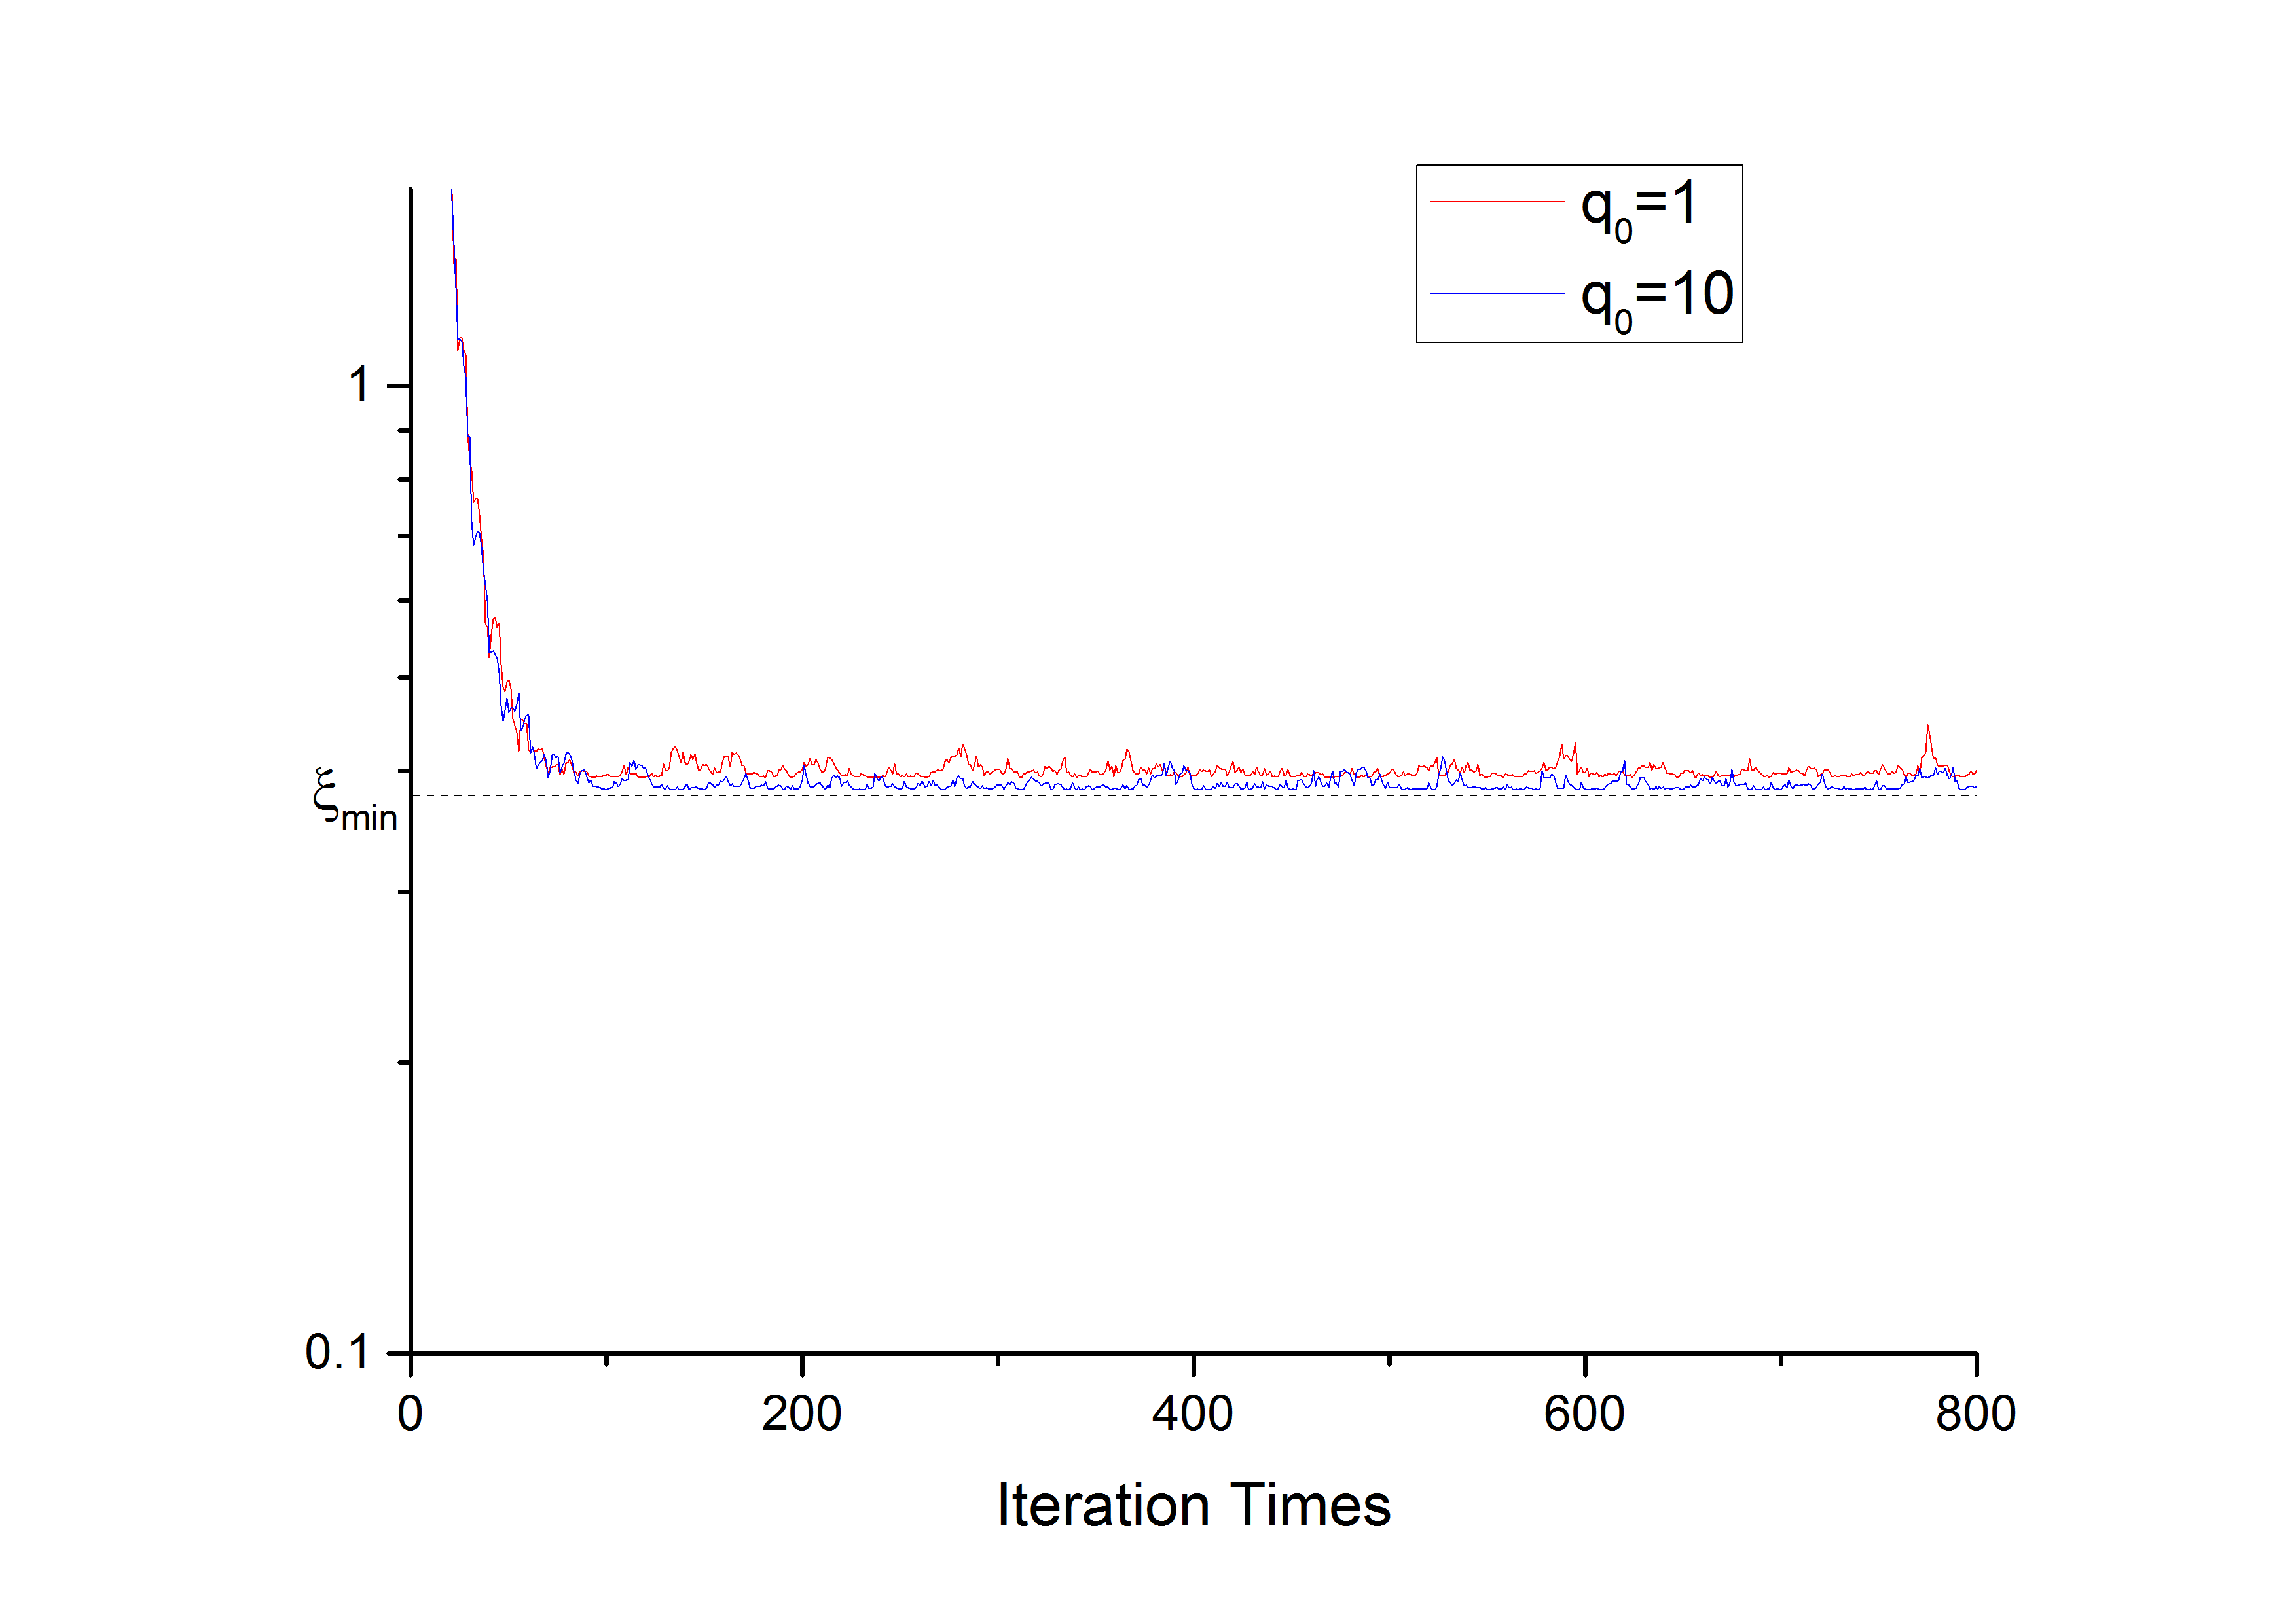 q₀=1
q₀=10
1
ξmin
0.1
0 200 400 600 800
Iteration Times